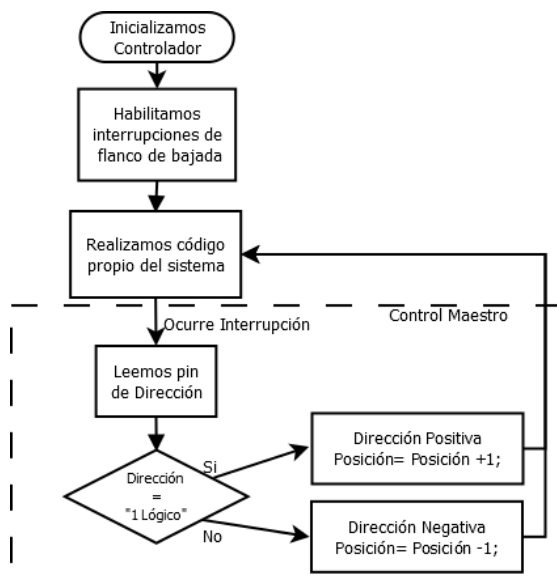 Inicializamos
Controlador
Habilitamos
interrupciones de
flanco de bajada
Realizamos código
propio del sistema
Ocurre Interrupción
Control Maestro
Leemos pin
de Dirección
Dirección
=
"1 Lógico"
Si
No
Dirección Positiva
Posición= Posición +1;
Dirección Negativa
Posición= Posición -1;